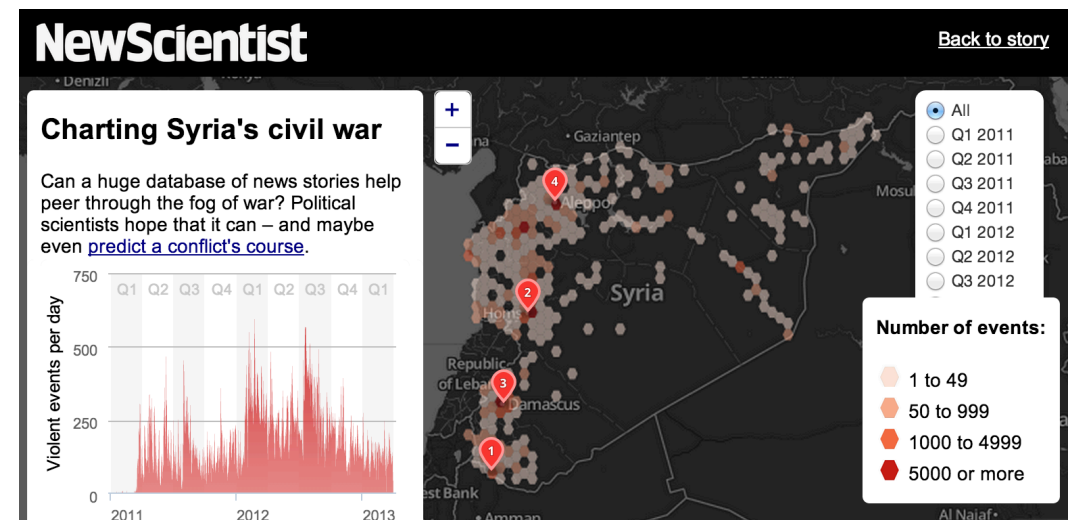 NewScientist
Back to story
Denizli
Charting Syria's civil war
Can a huge database of news stories help
peer through the fog of war? Political
scientists hope that it can – and maybe
even predict a conflict's course.
Violent events per day
750
500
250
0
Q1 Q2 Q3 Q4 Q1 Q2 Q3 Q4 Q1
2011 2012 2013
+
−
Gaziantep
4
Aleppo
2
Homs
Syria
Republic
of Leba
3
Damascus
1
est Bank
Amman
Mosul
Al Najaf
All
Q1 2011
Q2 2011
Q3 2011
Q4 2011
Q1 2012
Q2 2012
Q3 2012
Number of events:
1 to 49
50 to 999
1000 to 4999
5000 or more